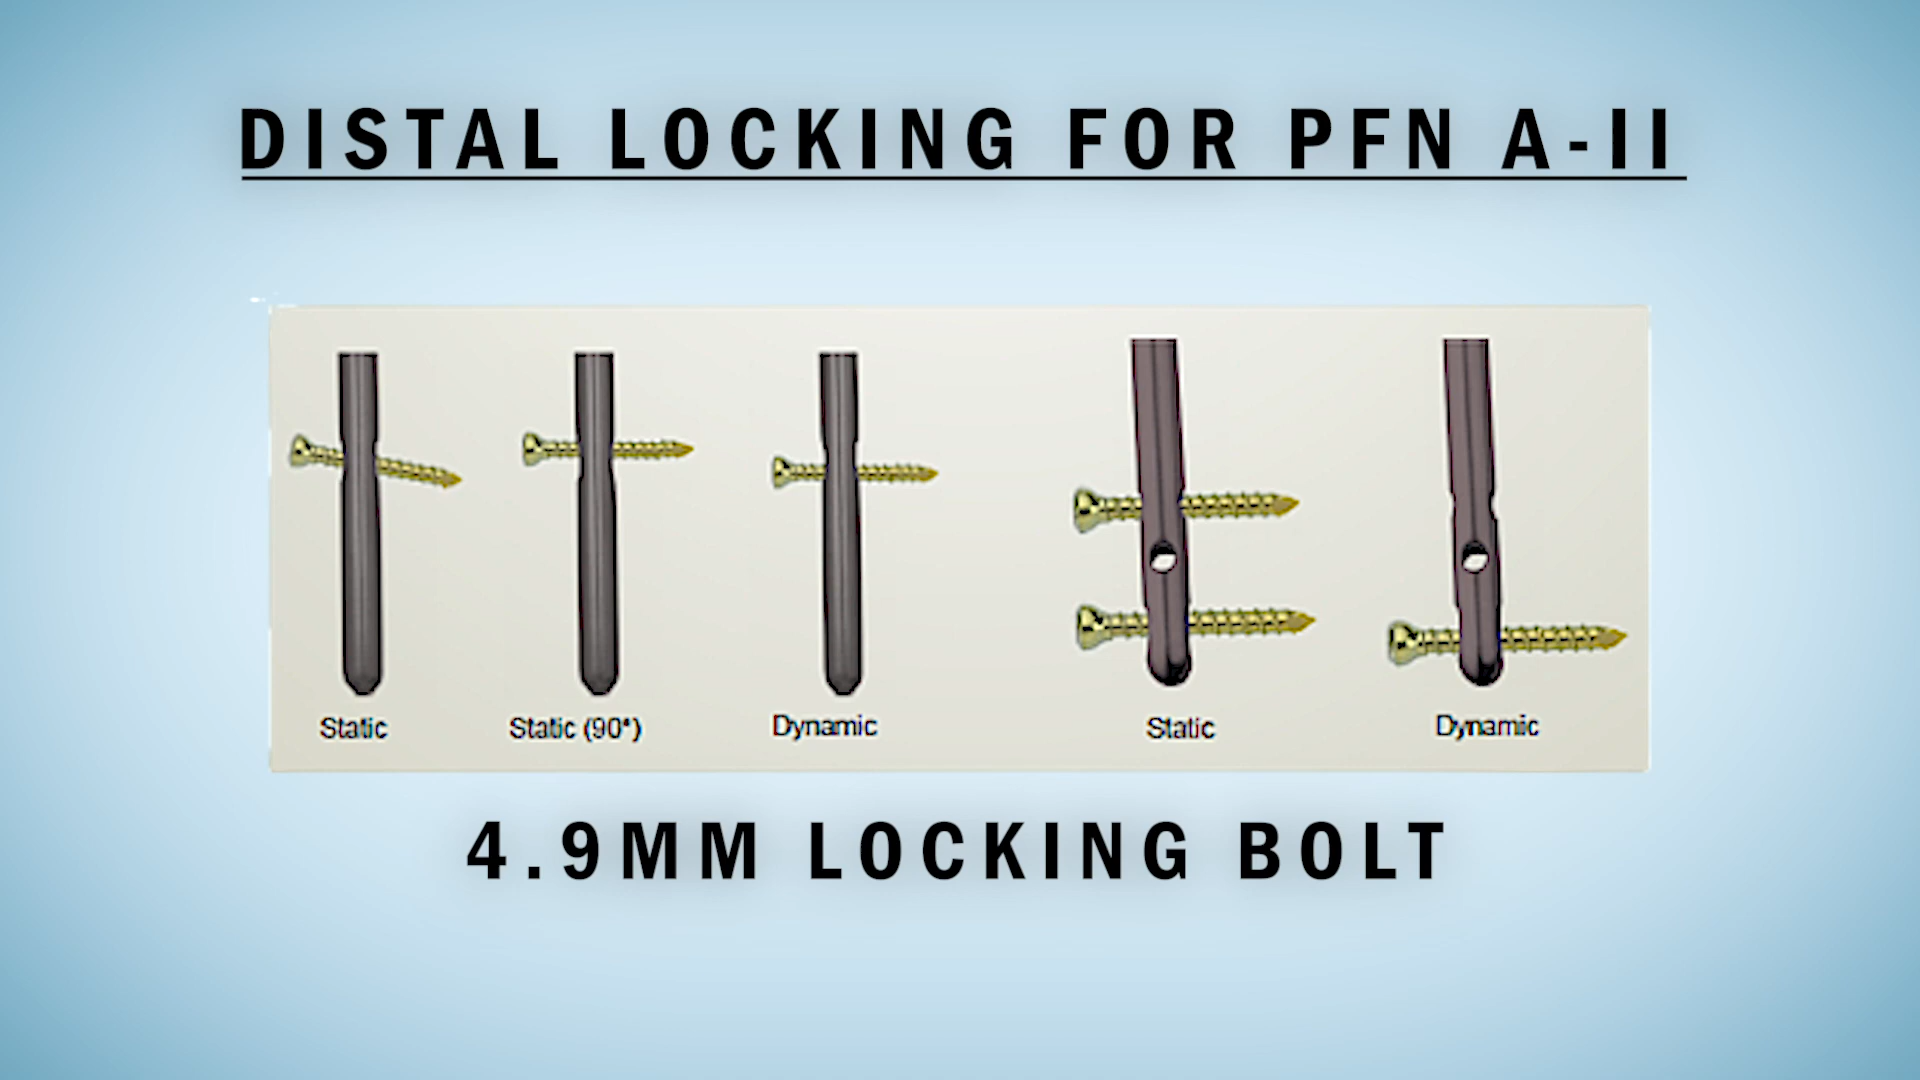 DISTAL LOCKING FOR PFN A-II
Static
Static (90°)
Dynamic
Static
Dynamic
4.9MM LOCKING BOLT